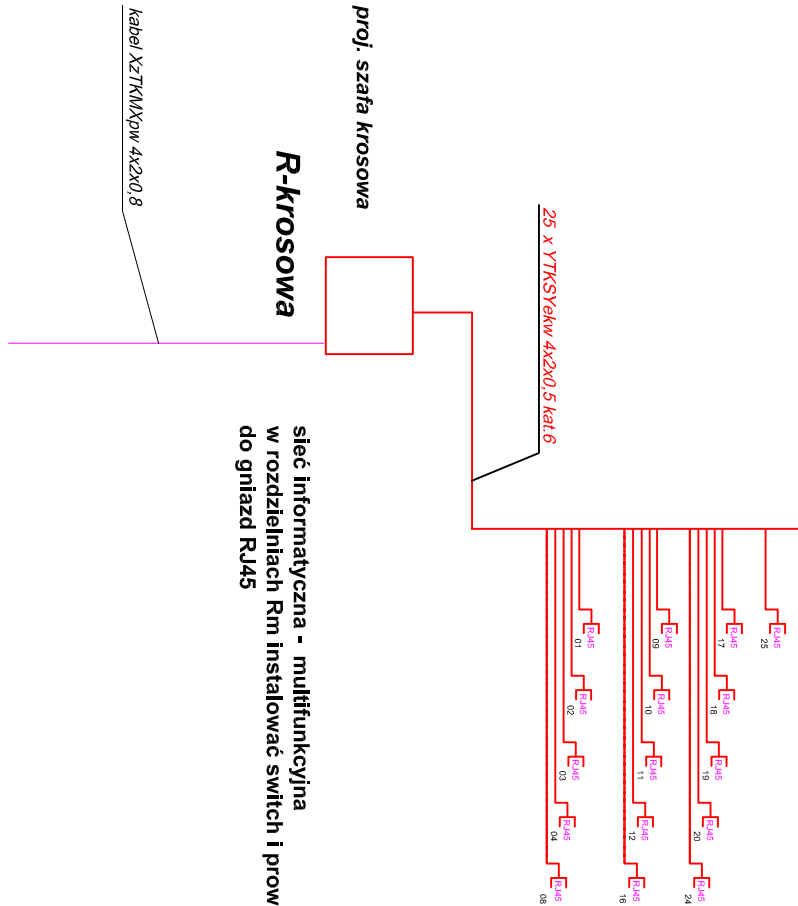 25 x YTKSYekw 4x2x0,5 kat.6
proj. szafa krosowa
R-krosowa
kabel XzTKMXpw 4x2x0,8
sieć informatyczna - multifunkcyjna
w rozdzielniach Rm instalować switch i prow
do gniazd RJ45
RJ45
25
RJ45
17
RJ45
18
RJ45
19
RJ45
20
RJ45
24
RJ45
09
RJ45
10
RJ45
11
RJ45
12
RJ45
16
RJ45
01
RJ45
02
RJ45
03
RJ45
04
RJ45
08